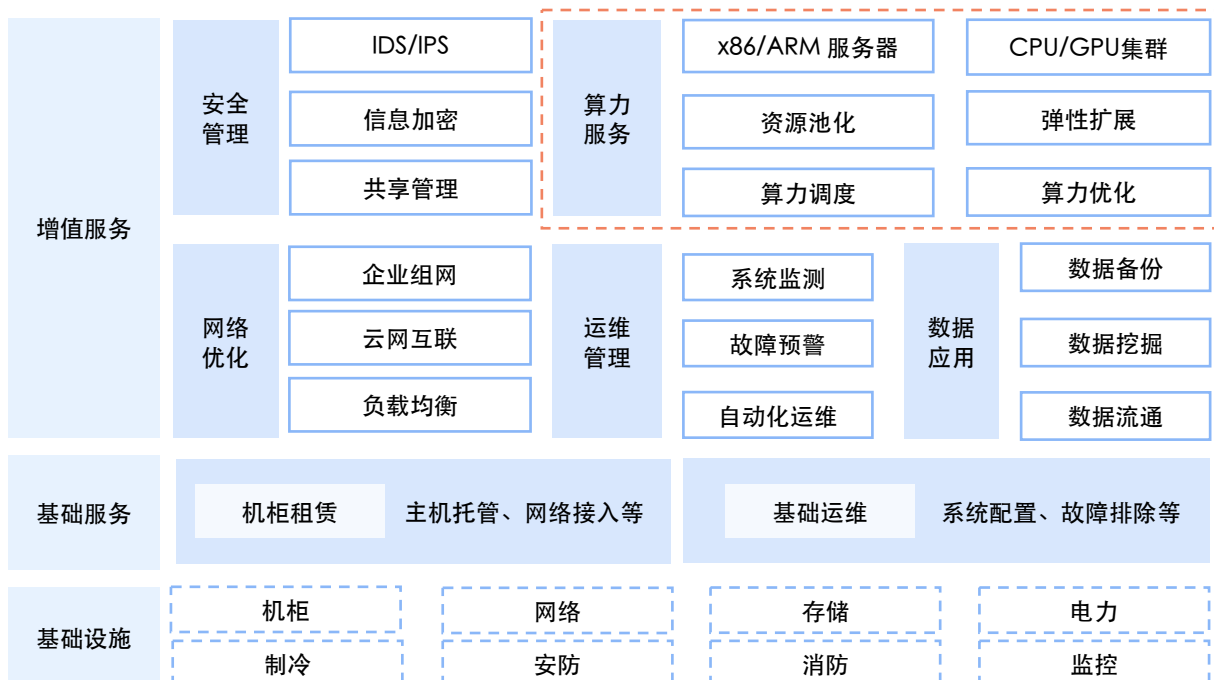 增值服务
安全
管理
IDS/IPS
信息加密
共享管理
算力
服务
x86/ARM 服务器
CPU/GPU集群
资源池化
弹性扩展
算力调度
算力优化
网络
优化
企业组网
云网互联
负载均衡
运维
管理
系统监测
故障预警
自动化运维
数据
应用
数据备份
数据挖掘
数据流通
基础服务
机柜租赁
主机托管、网络接入等
基础运维
系统配置、故障排除等
基础设施
机柜
网络
存储
电力
制冷
安防
消防
监控